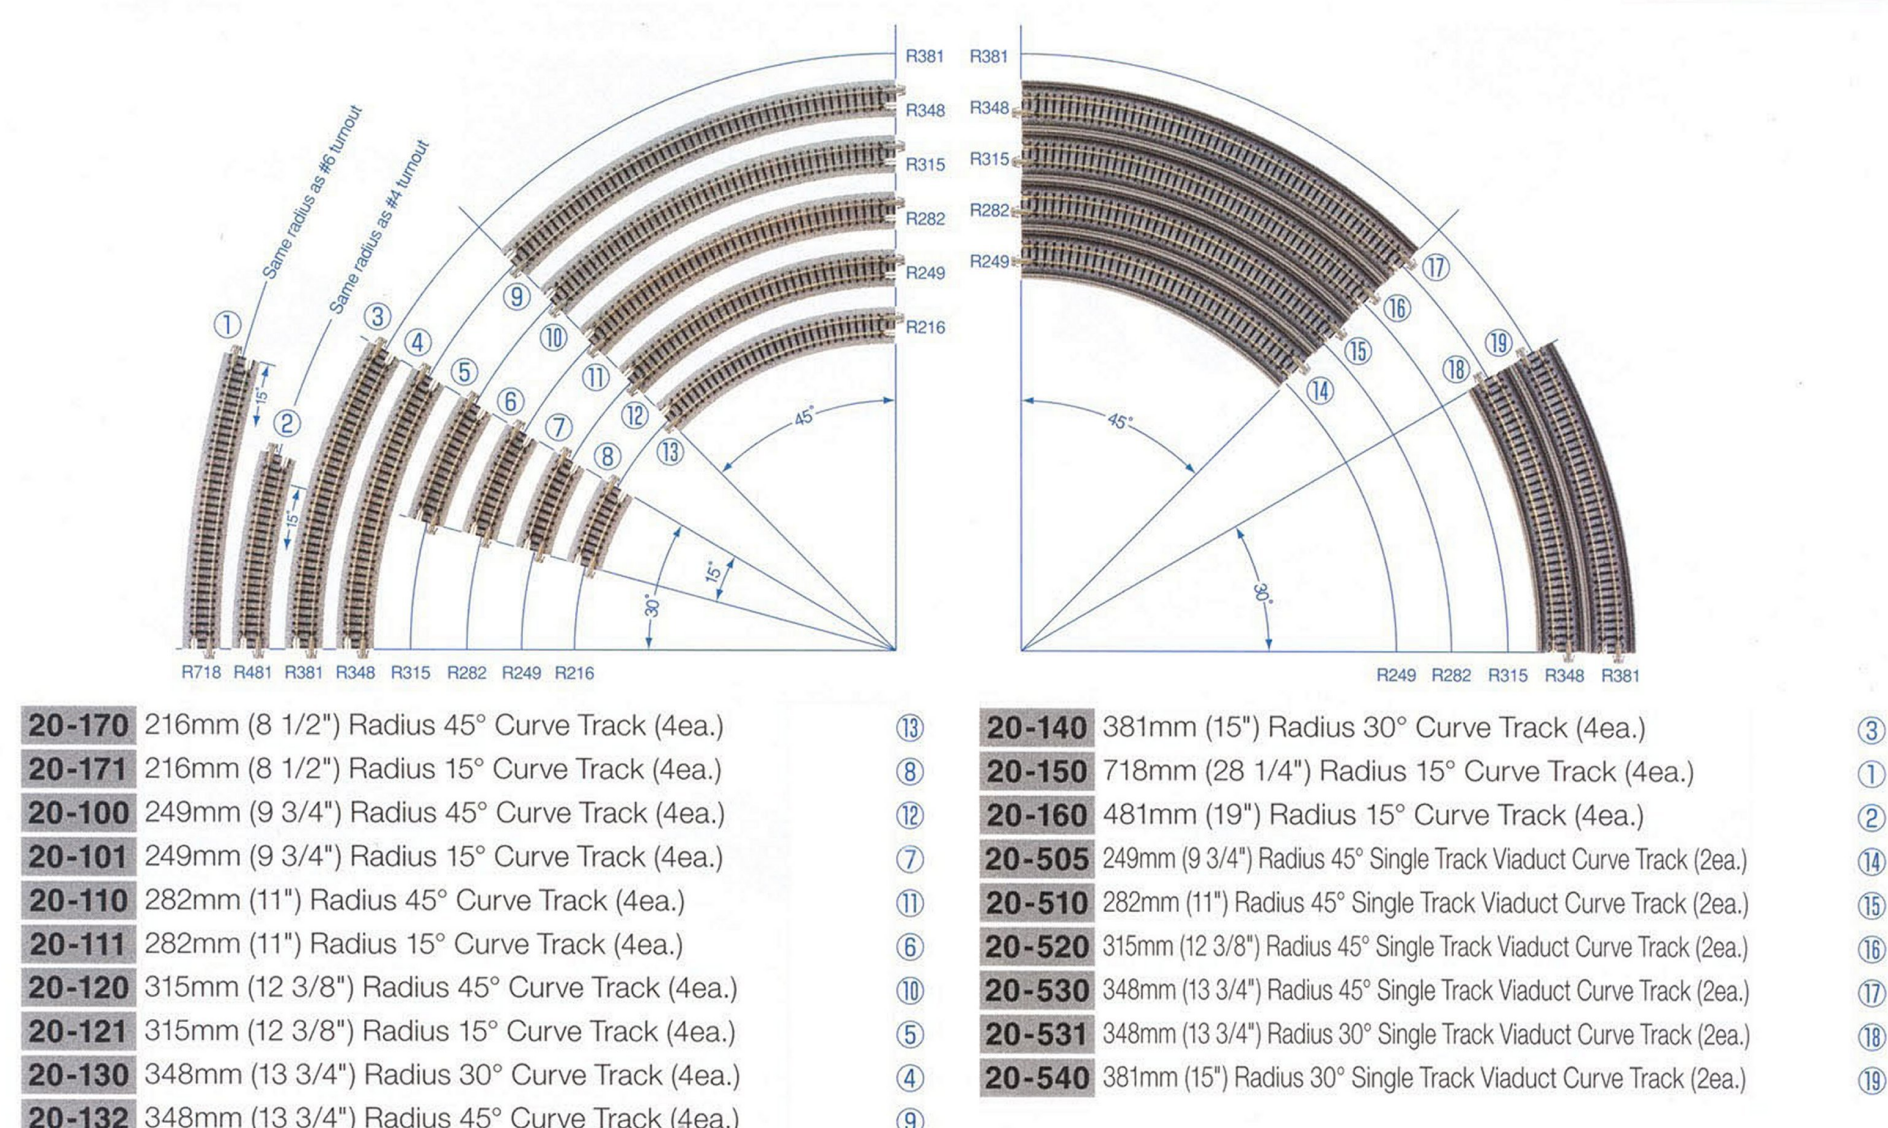 R381
R348
R315
R282
R249
R216
R381
R348
R315
R282
R249
Same radius as #6 turnout
Same radius as #4 turnout
①
②
③
④
⑤
⑥
⑦
⑧
⑨
⑩
⑪
⑫
⑬
15°
15°
45°
30°
15°
⑰
⑯
⑮
⑭
⑲
⑱
45°
30°
R718 R481 R381 R348 R315 R282 R249 R216
R249 R282 R315 R348 R381
20-170 216mm (8 1/2") Radius 45° Curve Track (4ea.) ⑬
20-171 216mm (8 1/2") Radius 15° Curve Track (4ea.) ⑧
20-100 249mm (9 3/4") Radius 45° Curve Track (4ea.) ⑫
20-101 249mm (9 3/4") Radius 15° Curve Track (4ea.) ⑦
20-110 282mm (11") Radius 45° Curve Track (4ea.) ⑪
20-111 282mm (11") Radius 15° Curve Track (4ea.) ⑥
20-120 315mm (12 3/8") Radius 45° Curve Track (4ea.) ⑩
20-121 315mm (12 3/8") Radius 15° Curve Track (4ea.) ⑤
20-130 348mm (13 3/4") Radius 30° Curve Track (4ea.) ④
20-132 348mm (13 3/4") Radius 45° Curve Track (4ea.) ⑨
20-140 381mm (15") Radius 30° Curve Track (4ea.) ③
20-150 718mm (28 1/4") Radius 15° Curve Track (4ea.) ①
20-160 481mm (19") Radius 15° Curve Track (4ea.) ②
20-505 249mm (9 3/4") Radius 45° Single Track Viaduct Curve Track (2ea.) ⑭
20-510 282mm (11") Radius 45° Single Track Viaduct Curve Track (2ea.) ⑮
20-520 315mm (12 3/8") Radius 45° Single Track Viaduct Curve Track (2ea.) ⑯
20-530 348mm (13 3/4") Radius 45° Single Track Viaduct Curve Track (2ea.) ⑰
20-531 348mm (13 3/4") Radius 30° Single Track Viaduct Curve Track (2ea.) ⑱
20-540 381mm (15") Radius 30° Single Track Viaduct Curve Track (2ea.) ⑲